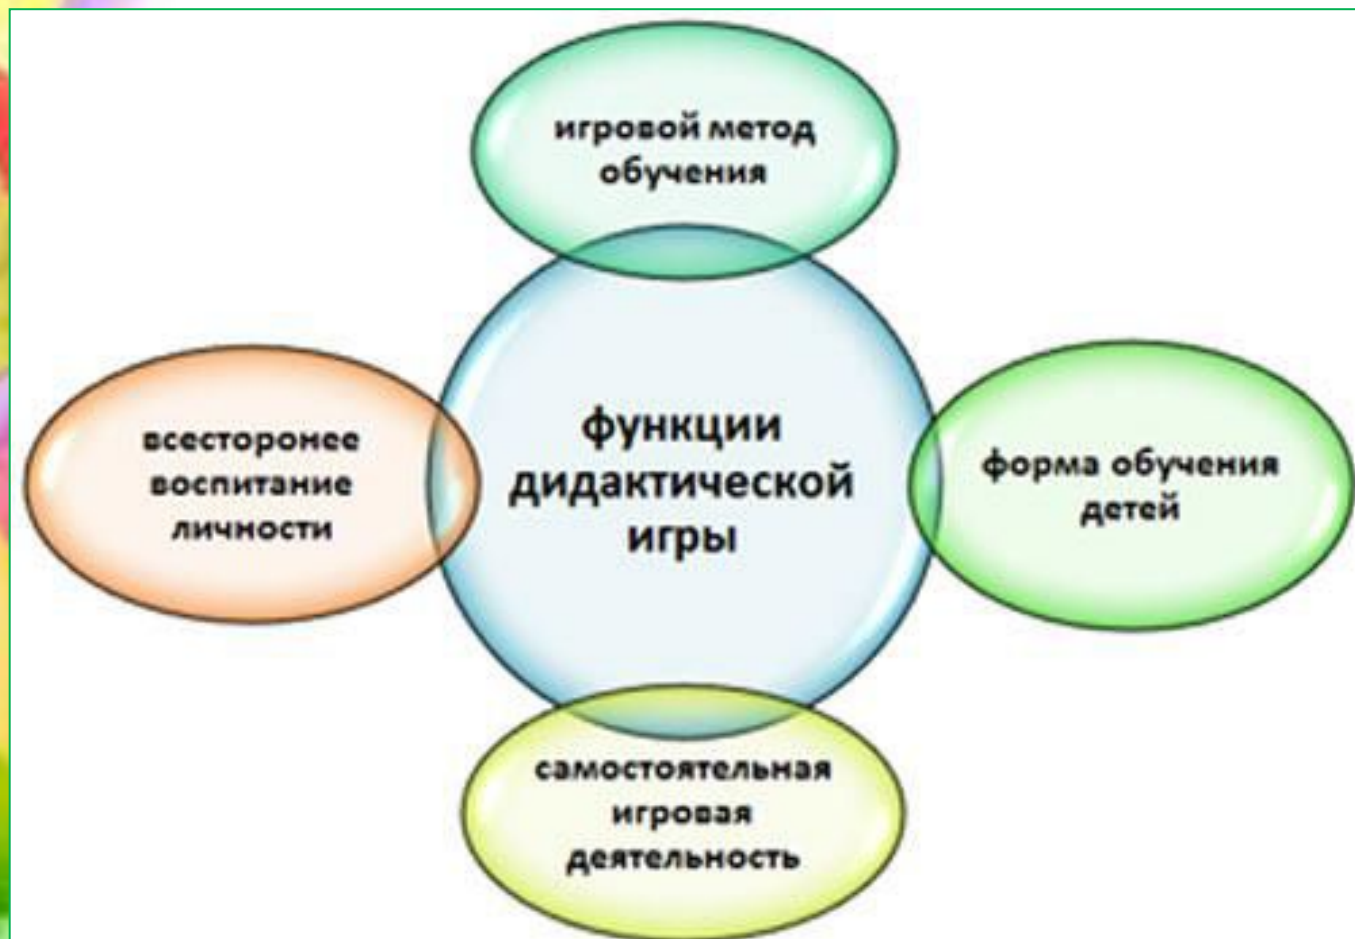 игровой метод
обучения
всесторонее
воспитание
личности
функции
дидактической
игры
форма обучения
детей
самостоятельная
игровая
деятельность